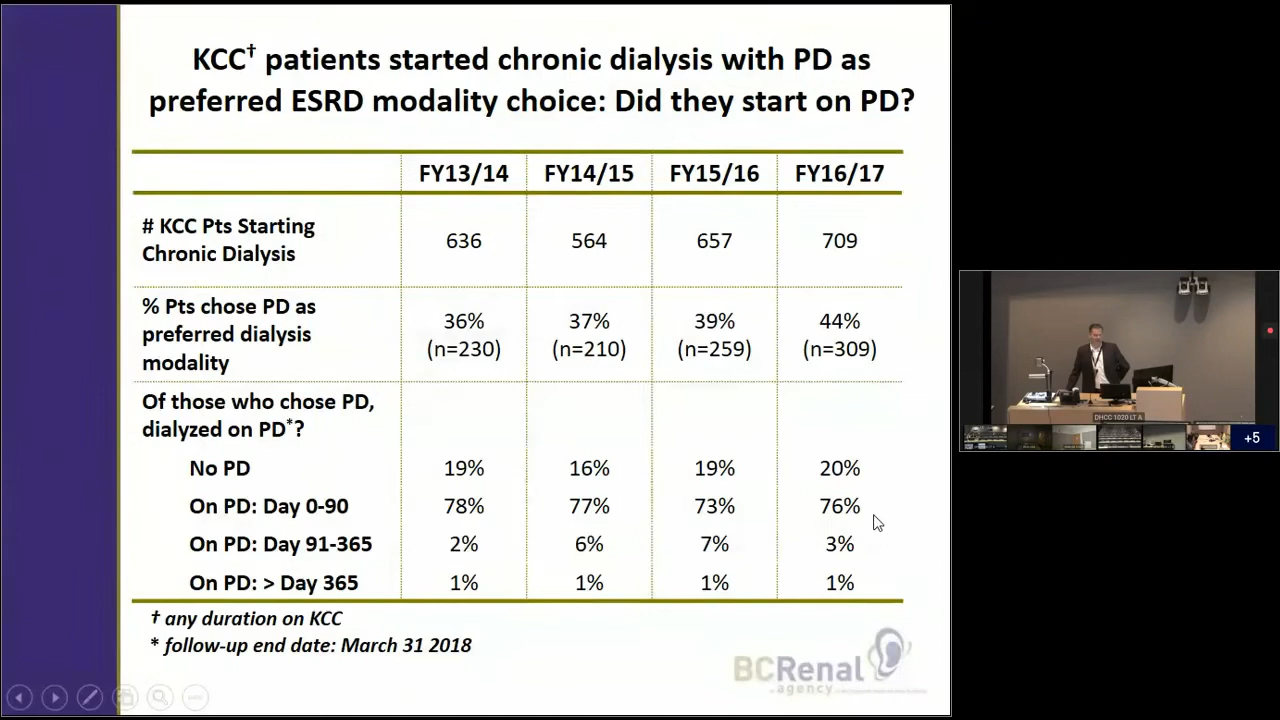 KCC† patients started chronic dialysis with PD as
preferred ESRD modality choice: Did they start on PD?
FY13/14 FY14/15 FY15/16 FY16/17
# KCC Pts Starting
Chronic Dialysis
636 564 657 709
% Pts chose PD as
preferred dialysis
modality
36% 37% 39% 44%
(n=230) (n=210) (n=259) (n=309)
Of those who chose PD,
dialyzed on PD*?
No PD 19% 16% 19% 20%
On PD: Day 0-90 78% 77% 73% 76%
On PD: Day 91-365 2% 6% 7% 3%
On PD: > Day 365 1% 1% 1% 1%
† any duration on KCC
* follow-up end date: March 31 2018
BCRenal
agency
DHCC 1020 LT A
+5